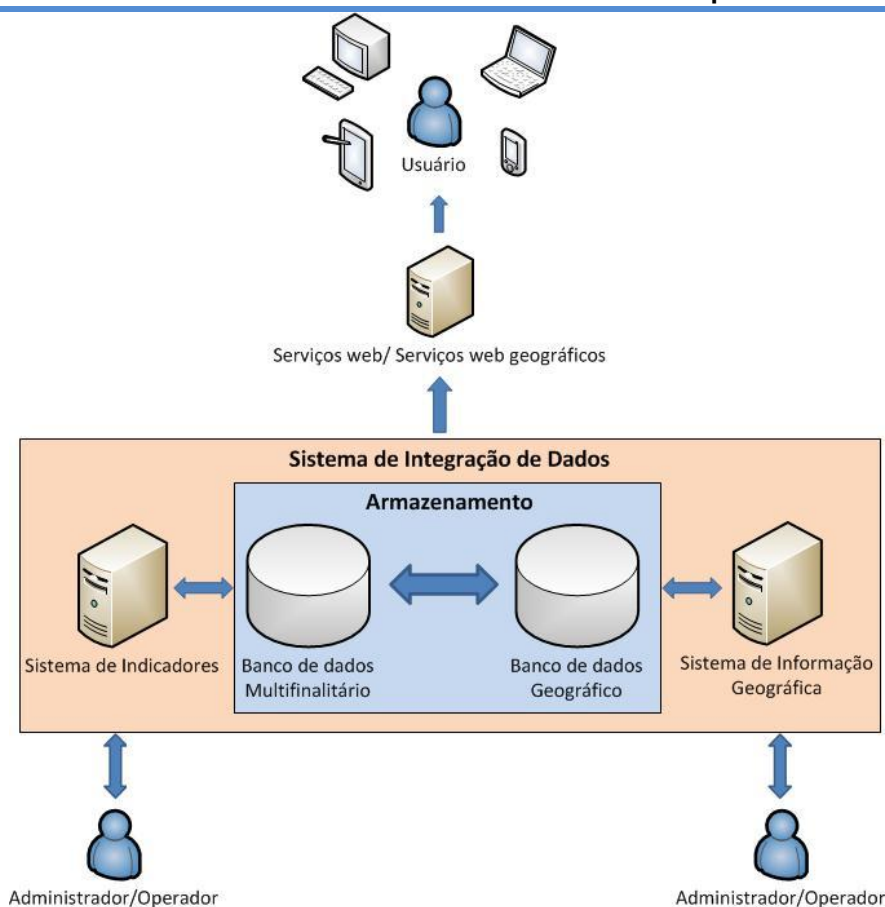 Usuário
Serviços web/ Serviços web geográficos
Sistema de Integração de Dados
Armazenamento
Sistema de Indicadores
Banco de dados
Multifinalitário
Banco de dados
Geográfico
Sistema de Informação
Geográfica
Administrador/Operador
Administrador/Operador